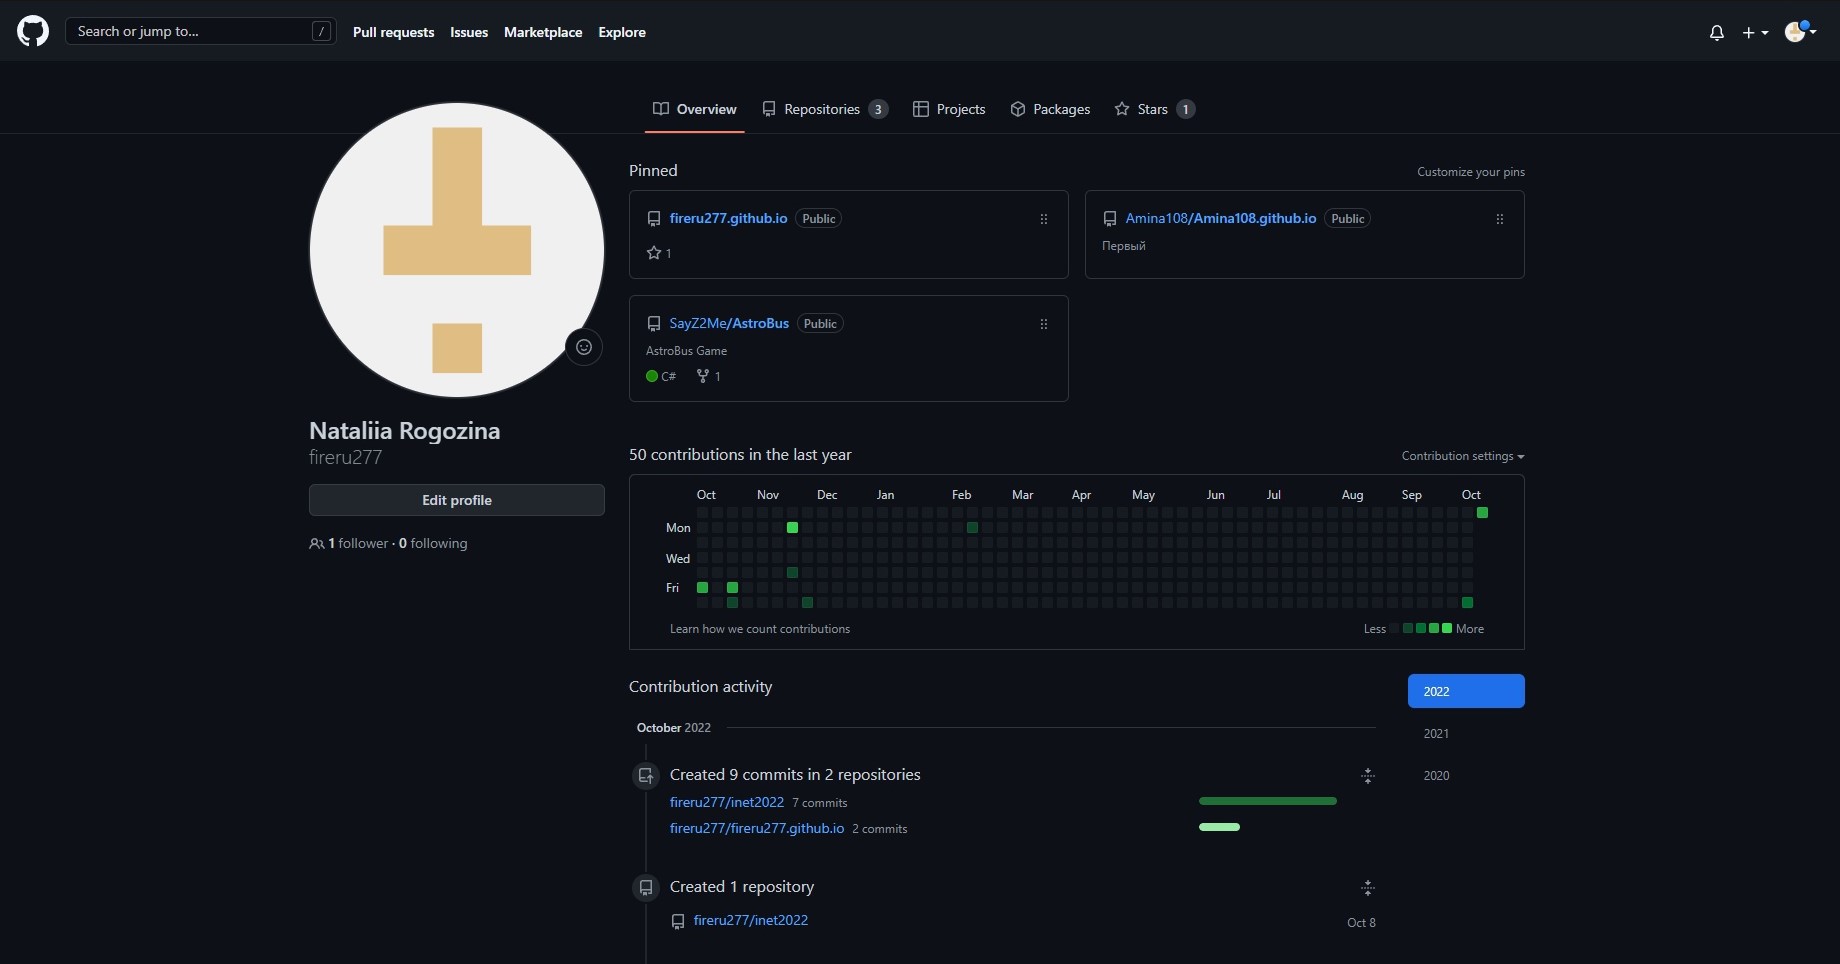 Search or jump to... /
Pull requests Issues Marketplace Explore
Overview Repositories 3 Projects Packages Stars 1
Nataliia Rogozina
fireru277
Edit profile
1 follower · 0 following
Pinned
Customize your pins
fireru277.github.io Public
1
Amina108/Amina108.github.io Public
Первый
SayZ2Me/AstroBus Public
AstroBus Game
C# 1
50 contributions in the last year
Contribution settings
Oct Nov Dec Jan Feb Mar Apr May Jun Jul Aug Sep Oct
Mon
Wed
Fri
Learn how we count contributions
Less More
Contribution activity
2022
2021
2020
October 2022
Created 9 commits in 2 repositories
fireru277/inet2022 7 commits
fireru277/fireru277.github.io 2 commits
Created 1 repository
fireru277/inet2022
Oct 8